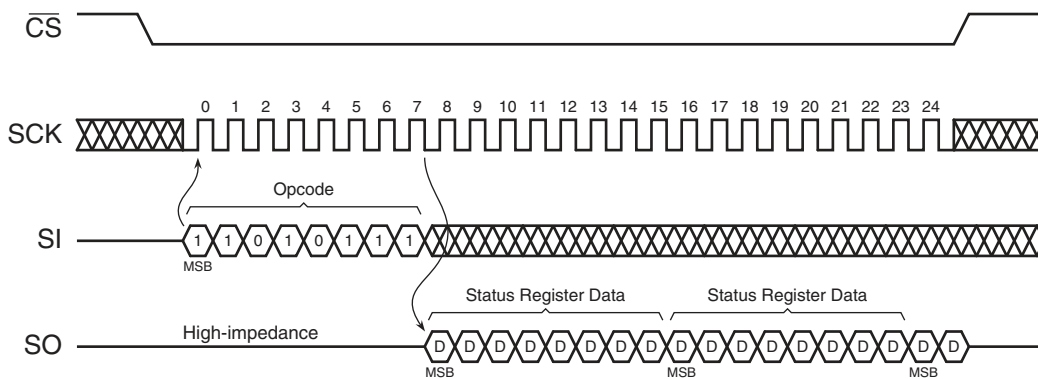 CS
0 1 2 3 4 5 6 7 8 9 10 11 12 13 14 15 16 17 18 19 20 21 22 23 24
SCK
Opcode
SI 1 1 0 1 0 1 1 1
MSB
Status Register Data Status Register Data
High-impedance
SO D D D D D D D D D D D D D D D D D D
MSB MSB MSB